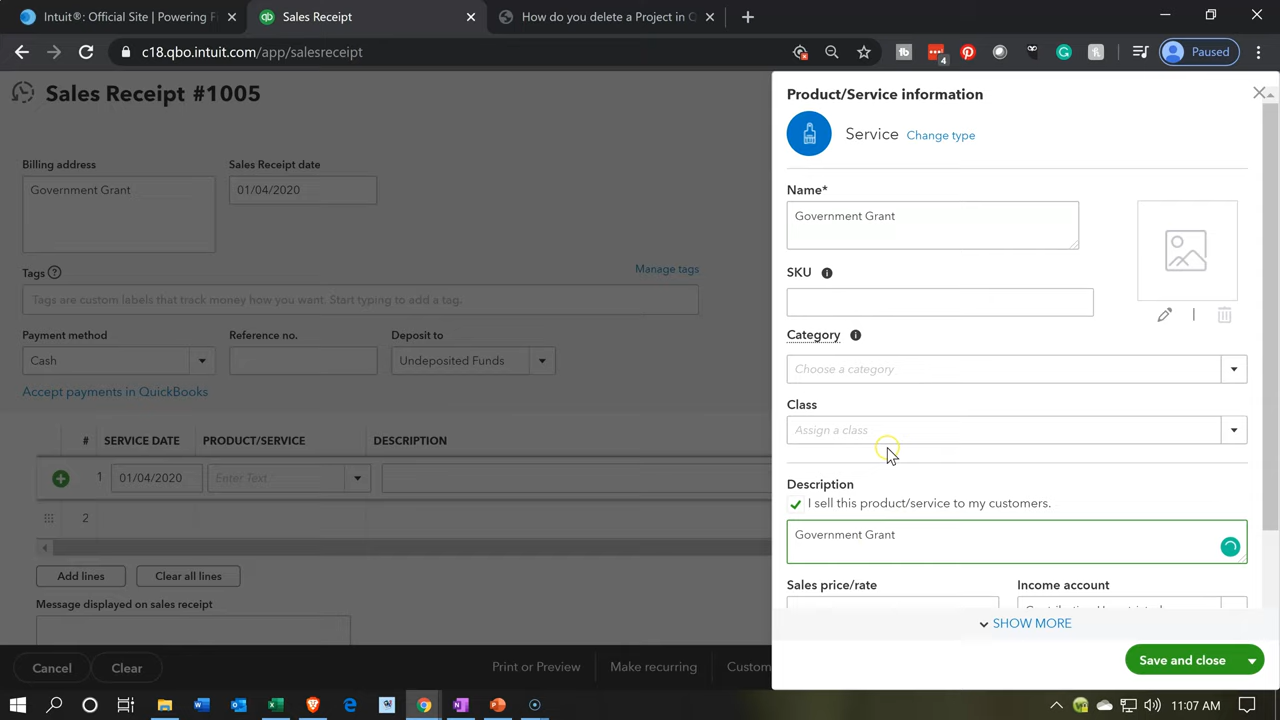 Intuit®: Official Site | Powering F
Sales Receipt
How do you delete a Project in Q
c18.qbo.intuit.com/app/salesreceipt
4
Paused
Sales Receipt #1005
Billing address
Sales Receipt date
Government Grant
01/04/2020
Tags
Manage tags
Tags are custom labels that track money how you want. Start typing to add a tag.
Payment method
Reference no.
Deposit to
Cash
Undeposited Funds
Accept payments in QuickBooks
# SERVICE DATE PRODUCT/SERVICE DESCRIPTION
1 01/04/2020 Enter Text
2
Add lines
Clear all lines
Message displayed on sales receipt
Cancel
Clear
Print or Preview
Make recurring
Custom
Product/Service information
Service Change type
Name*
Government Grant
SKU
Category
Choose a category
Class
Assign a class
Description
I sell this product/service to my customers.
Government Grant
Sales price/rate
Income account
SHOW MORE
Save and close
11:07 AM